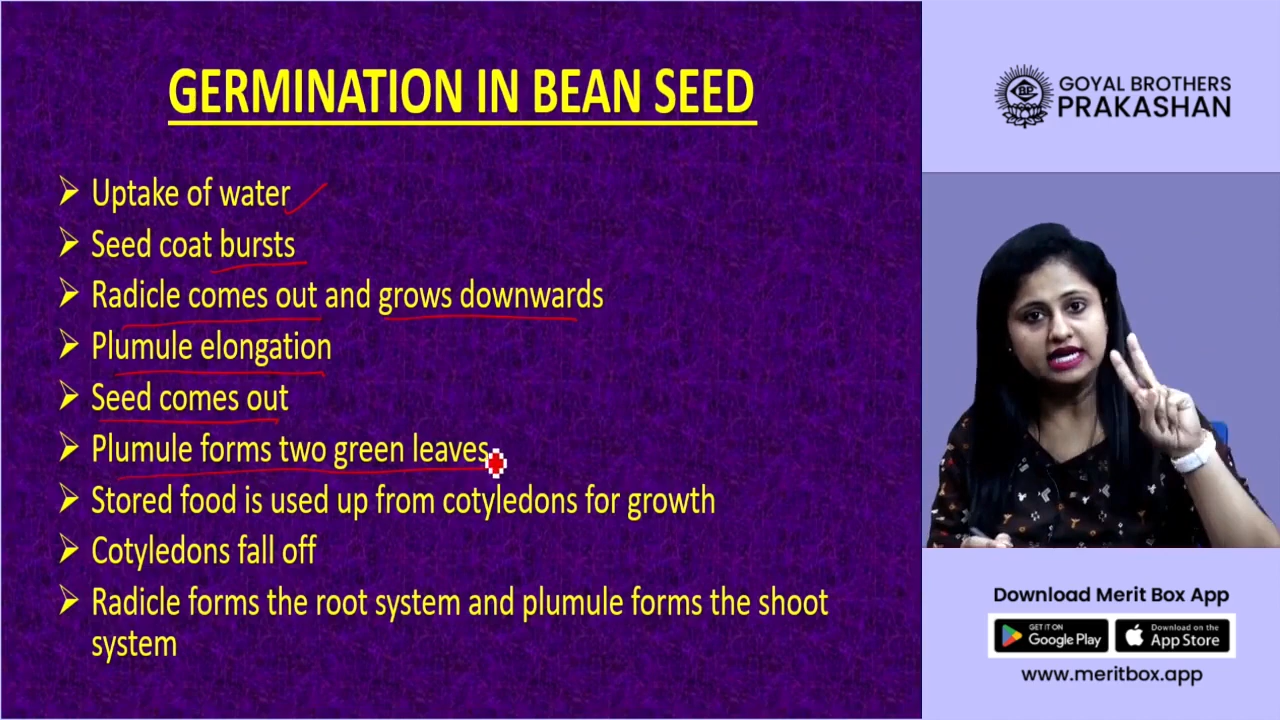 GERMINATION IN BEAN SEED
➢ Uptake of water
➢ Seed coat bursts
➢ Radicle comes out and grows downwards
➢ Plumule elongation
➢ Seed comes out
➢ Plumule forms two green leaves
➢ Stored food is used up from cotyledons for growth
➢ Cotyledons fall off
➢ Radicle forms the root system and plumule forms the shoot
system
GBP
GOYAL BROTHERS
PRAKASHAN
Download Merit Box App
GET IT ON
Google Play
Download on the
App Store
www.meritbox.app